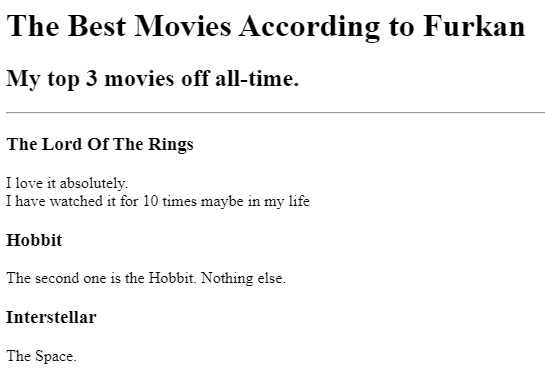 The Best Movies According to Furkan
My top 3 movies off all-time.
The Lord Of The Rings
I love it absolutely.
I have watched it for 10 times maybe in my life
Hobbit
The second one is the Hobbit. Nothing else.
Interstellar
The Space.